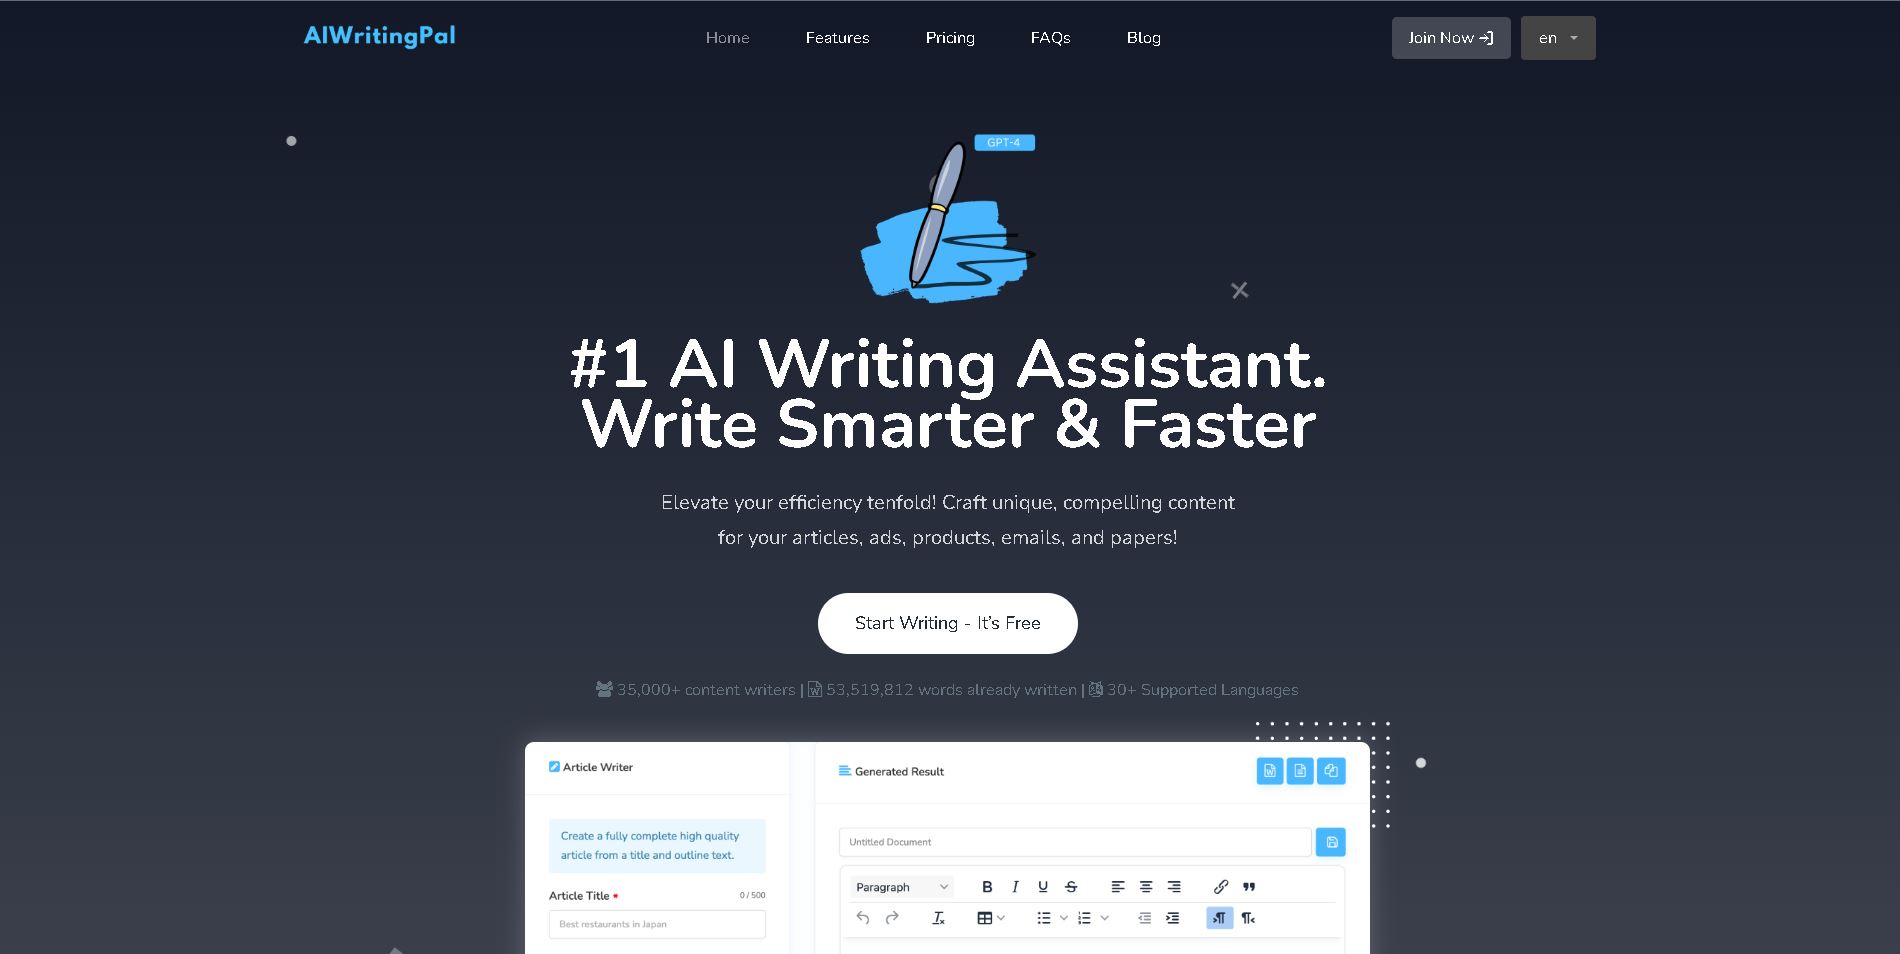 AIWritingPal
Home
Features
Pricing
FAQs
Blog
Join Now
en
GPT-4
#1 AI Writing Assistant.
Write Smarter & Faster
Elevate your efficiency tenfold! Craft unique, compelling content
for your articles, ads, products, emails, and papers!
Start Writing - It's Free
35,000+ content writers | 53,519,812 words already written | 30+ Supported Languages
Article Writer
Create a fully complete high quality
article from a title and outline text.
Article Title * 0 / 500
Best restaurants in Japan
Generated Result
Untitled Document
Paragraph